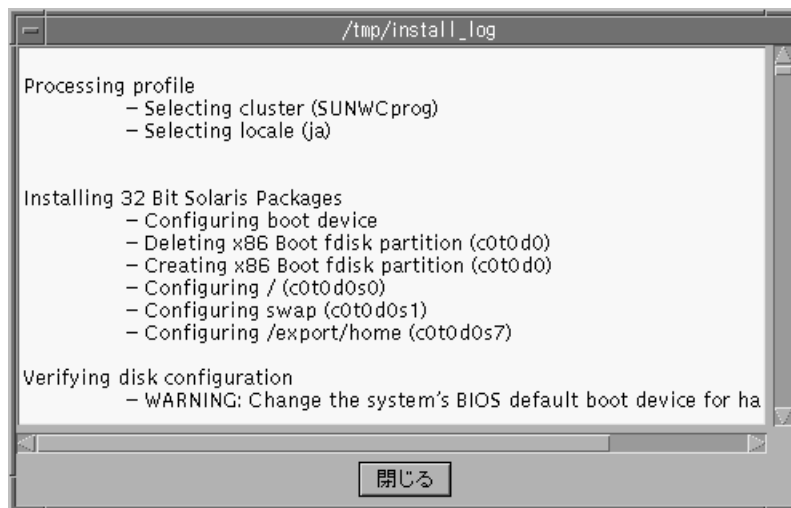 /tmp/install_log
Processing profile
– Selecting cluster (SUNWCprog)
– Selecting locale (ja)
Installing 32 Bit Solaris Packages
– Configuring boot device
– Deleting x86 Boot fdisk partition (c0t0d0)
– Creating x86 Boot fdisk partition (c0t0d0)
– Configuring / (c0t0d0s0)
– Configuring swap (c0t0d0s1)
– Configuring /export/home (c0t0d0s7)
Verifying disk configuration
– WARNING: Change the system's BIOS default boot device for ha
閉じる